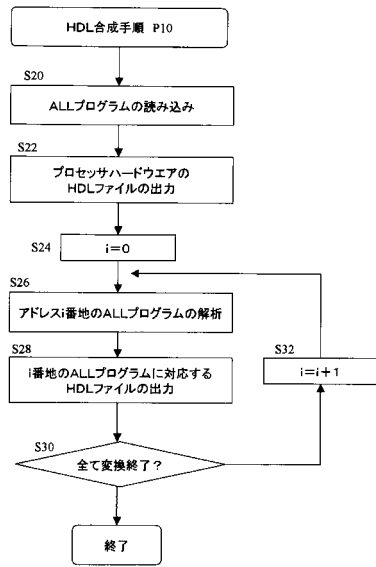 HDL合成手順 P10
S20
ALLプログラムの読み込み
S22
プロセッサハードウエアの
HDLファイルの出力
S24
i=0
S26
アドレスi番地のALLプログラムの解析
S28
i番地のALLプログラムに対応する
HDLファイルの出力
S32
i=i+1
S30
全て変換終了?
終了